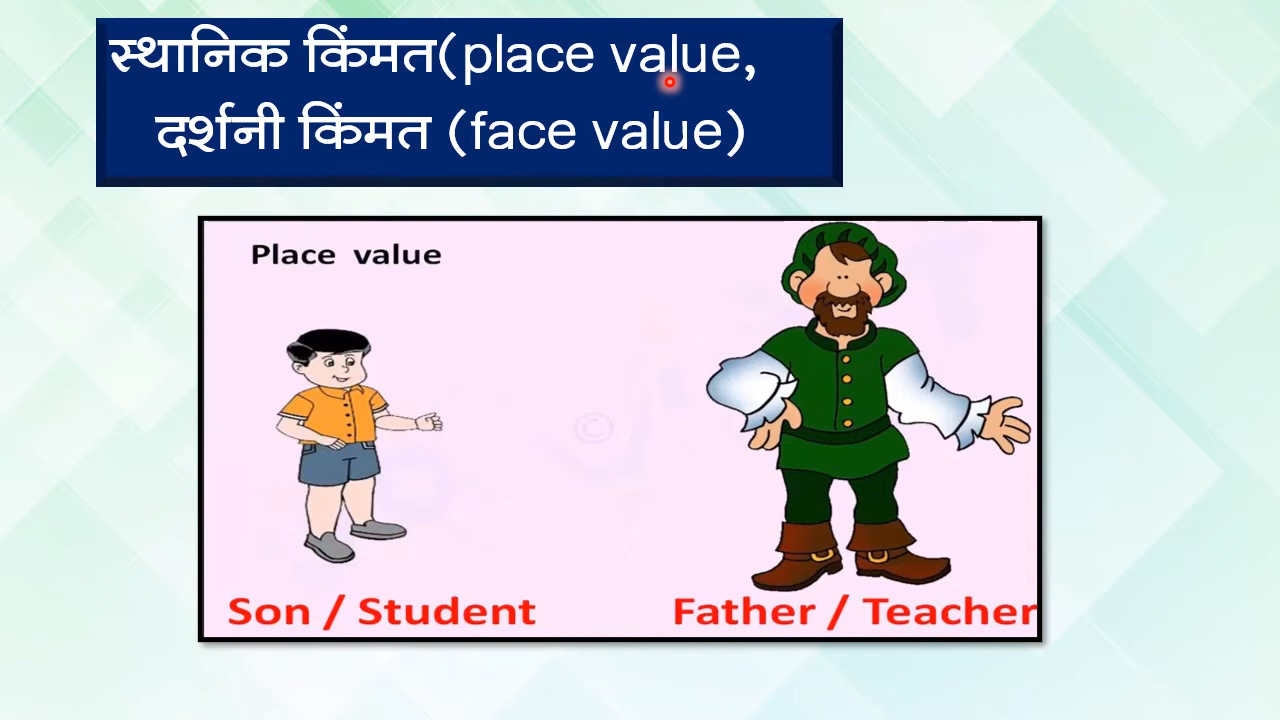 स्थानिक किंमत(place value,
दर्शनी किंमत (face value)
Place value
©
Son / Student
Father / Teacher